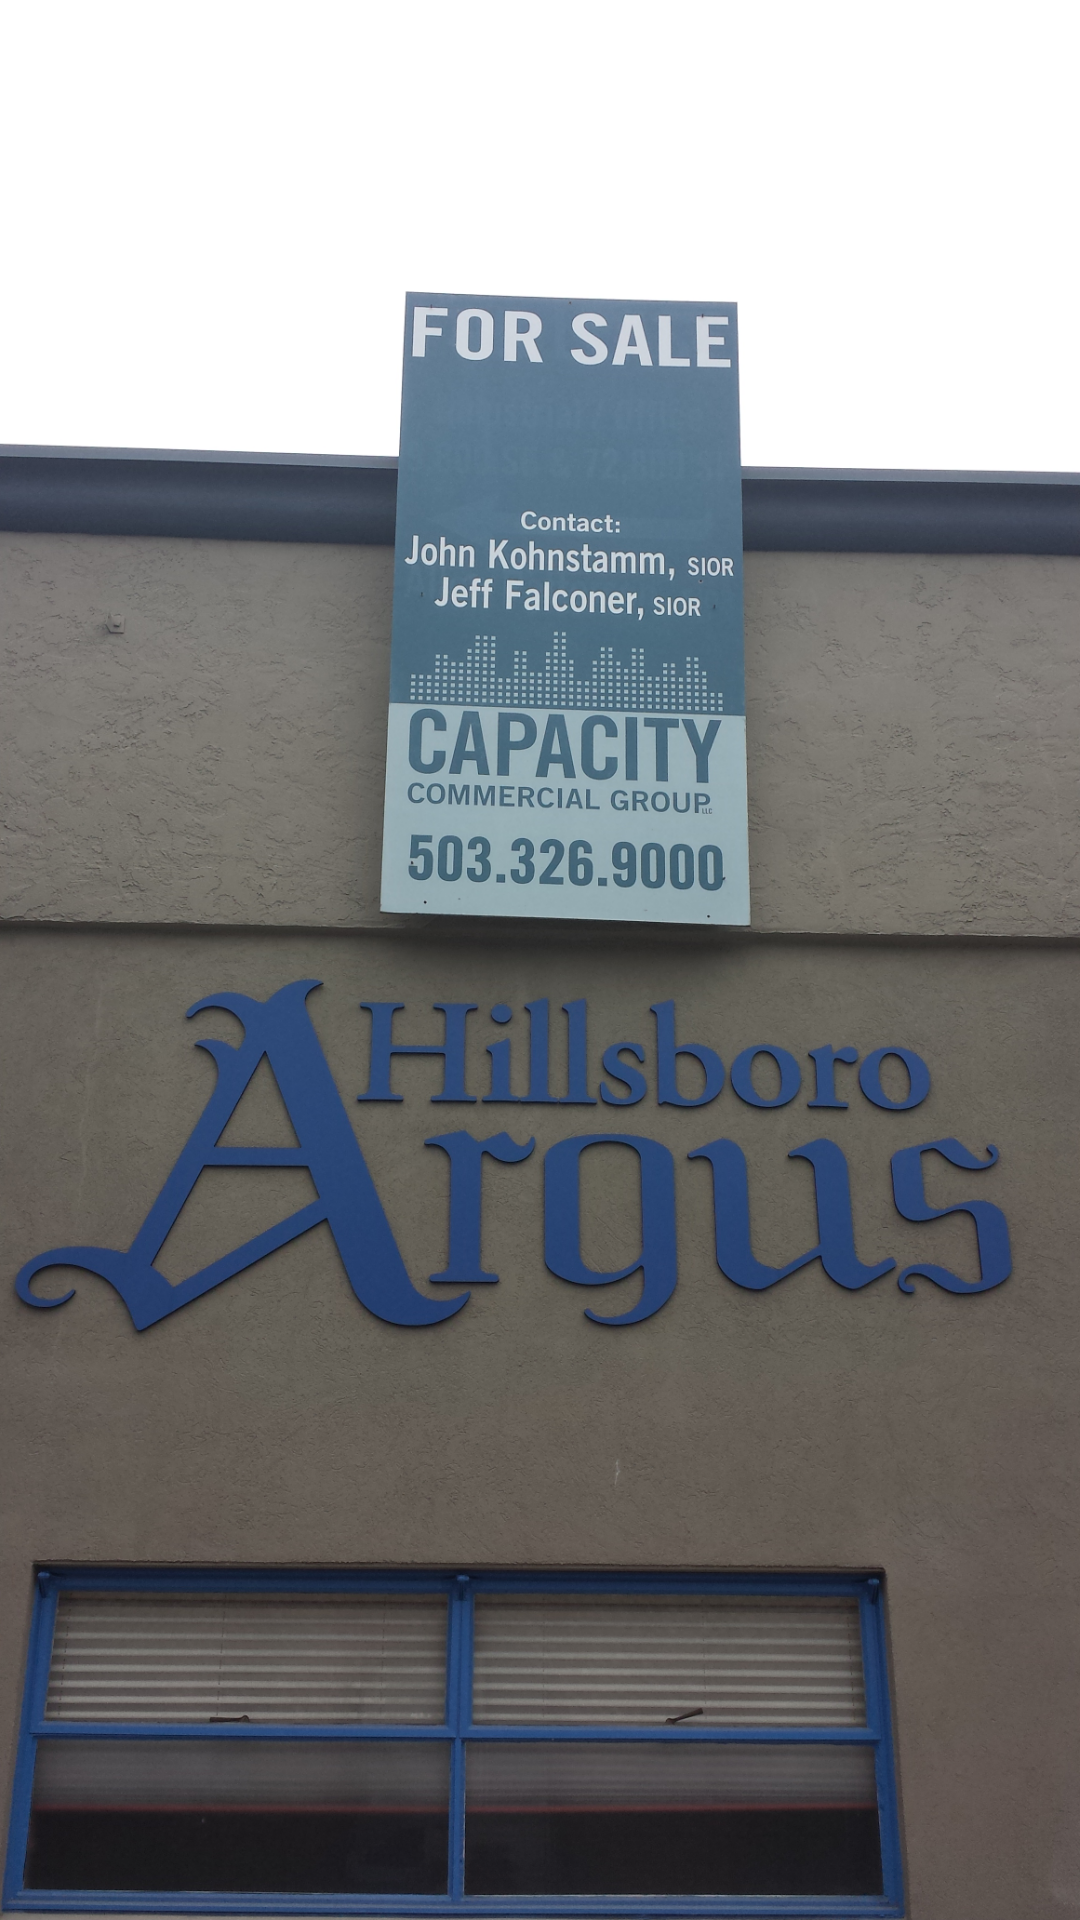 FOR SALE
Contact:
John Kohnstamm, SIOR
Jeff Falconer, SIOR
CAPACITY
COMMERCIAL GROUP LLC
503.326.9000
Hillsboro
Argus